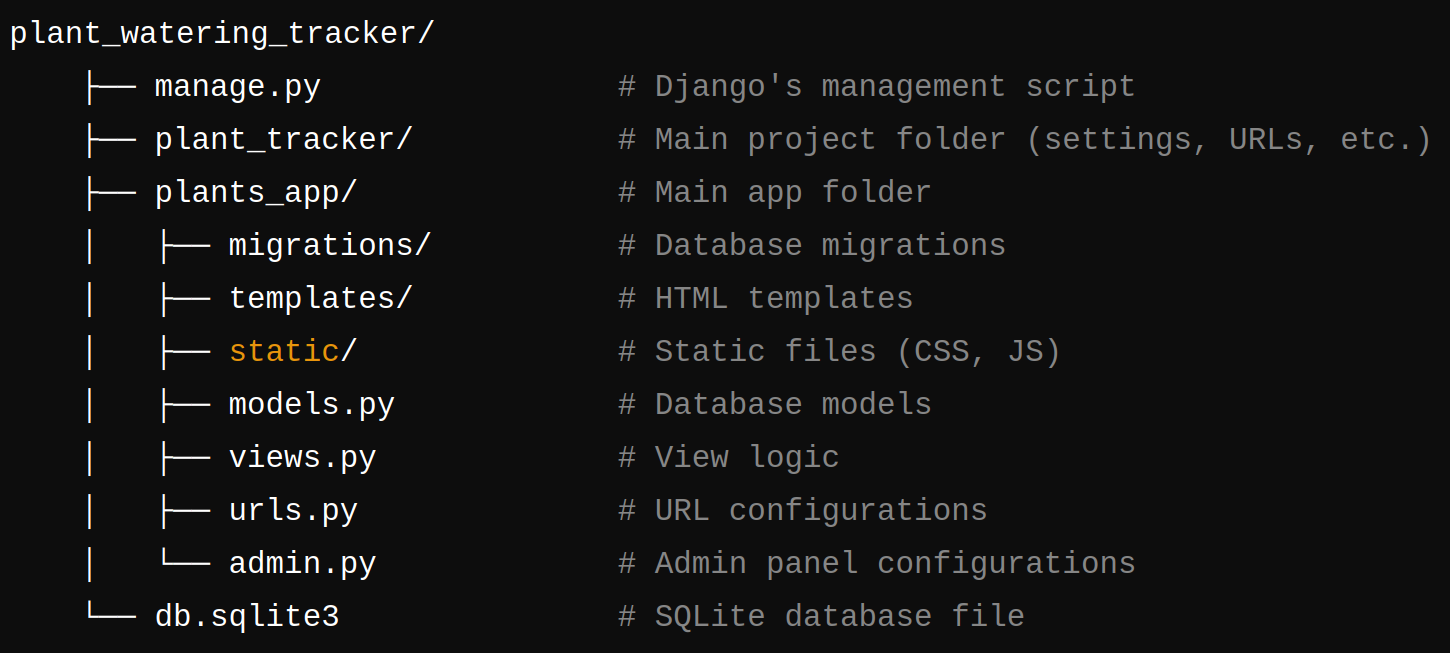 plant_watering_tracker/
    ├── manage.py                # Django's management script
    ├── plant_tracker/           # Main project folder (settings, URLs, etc.)
    ├── plants_app/              # Main app folder
    │   ├── migrations/          # Database migrations
    │   ├── templates/           # HTML templates
    │   ├── static/              # Static files (CSS, JS)
    │   ├── models.py            # Database models
    │   ├── views.py             # View logic
    │   ├── urls.py              # URL configurations
    │   └── admin.py             # Admin panel configurations
    └── db.sqlite3               # SQLite database file